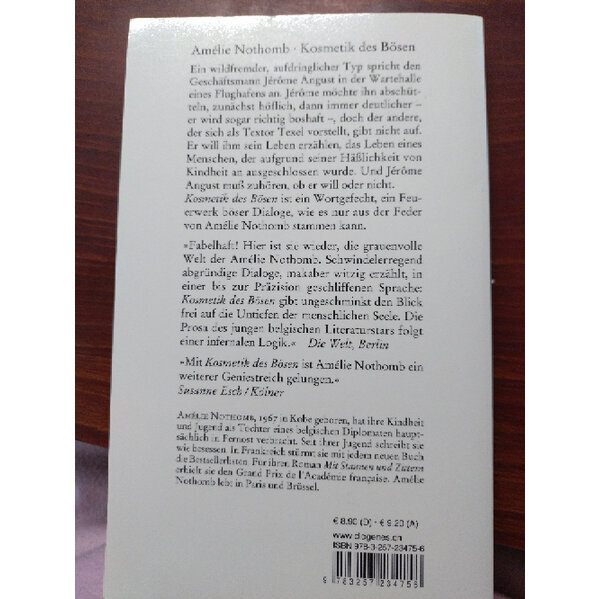 Amélie Nothomb · Kosmetik des Bösen
Ein wildfremder, aufdringlicher Typ spricht den
Geschäftsmann Jérôme Angust in der Wartehalle
eines Flughafens an. Jérôme möchte ihn abschüt-
teln, zunächst höflich, dann immer deutlicher –
er wird sogar richtig boshaft –, doch der andere,
der sich als Textor Texel vorstellt, gibt nicht auf.
Er will ihm sein Leben erzählen, das Leben eines
Menschen, der aufgrund seiner Häßlichkeit von
Kindheit an ausgeschlossen wurde. Und Jérôme
Angust muß zuhören, ob er will oder nicht.
Kosmetik des Bösen ist ein Wortgefecht, ein Feu-
erwerk böser Dialoge, wie es nur aus der Feder
von Amélie Nothomb stammen kann.
»Fabelhaft! Hier ist sie wieder, die grauenvolle
Welt der Amélie Nothomb. Schwindelerregend
abgründige Dialoge, makaber witzig erzählt, in
einer bis zur Präzision geschliffenen Sprache:
Kosmetik des Bösen gibt ungeschminkt den Blick
frei auf die Untiefen der menschlichen Seele. Die
Prosa des jungen belgischen Literaturstars folgt
einer infernalen Logik.« Die Welt, Berlin
»Mit Kosmetik des Bösen ist Amélie Nothomb ein
weiterer Geniestreich gelungen.«
Susanne Esch / Kölner
AMÉLIE NOTHOMB, 1967 in Kobe geboren, hat ihre Kindheit
und Jugend als Tochter eines belgischen Diplomaten haupt-
sächlich in Fernost verbracht. Seit ihrer Jugend schreibt sie
wie besessen. In Frankreich stürmt sie mit jedem neuen Buch
die Bestsellerlisten. Für ihren Roman Mit Staunen und Zittern
erhielt sie den Grand Prix de l'Académie française. Amélie
Nothomb lebt in Paris und Brüssel.
€ 8.90 (D) · € 9.20 (A)
www.diogenes.ch
ISBN 978-3-257-23475-6
9 783257 234756